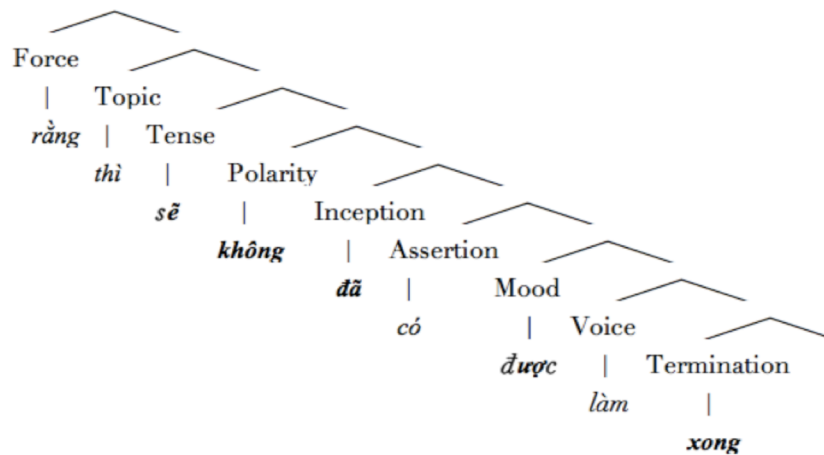 Force
Topic
rằng
Tense
thì
Polarity
sẽ
Inception
không
Assertion
đã
Mood
có
Voice
được
Termination
làm
xong